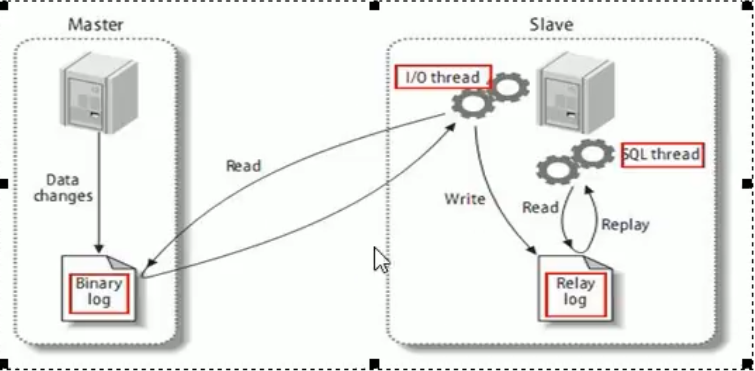 Master
Slave
I/O thread
SQL thread
Read
Data
changes
Write
Read
Replay
Binary
log
Relay
log